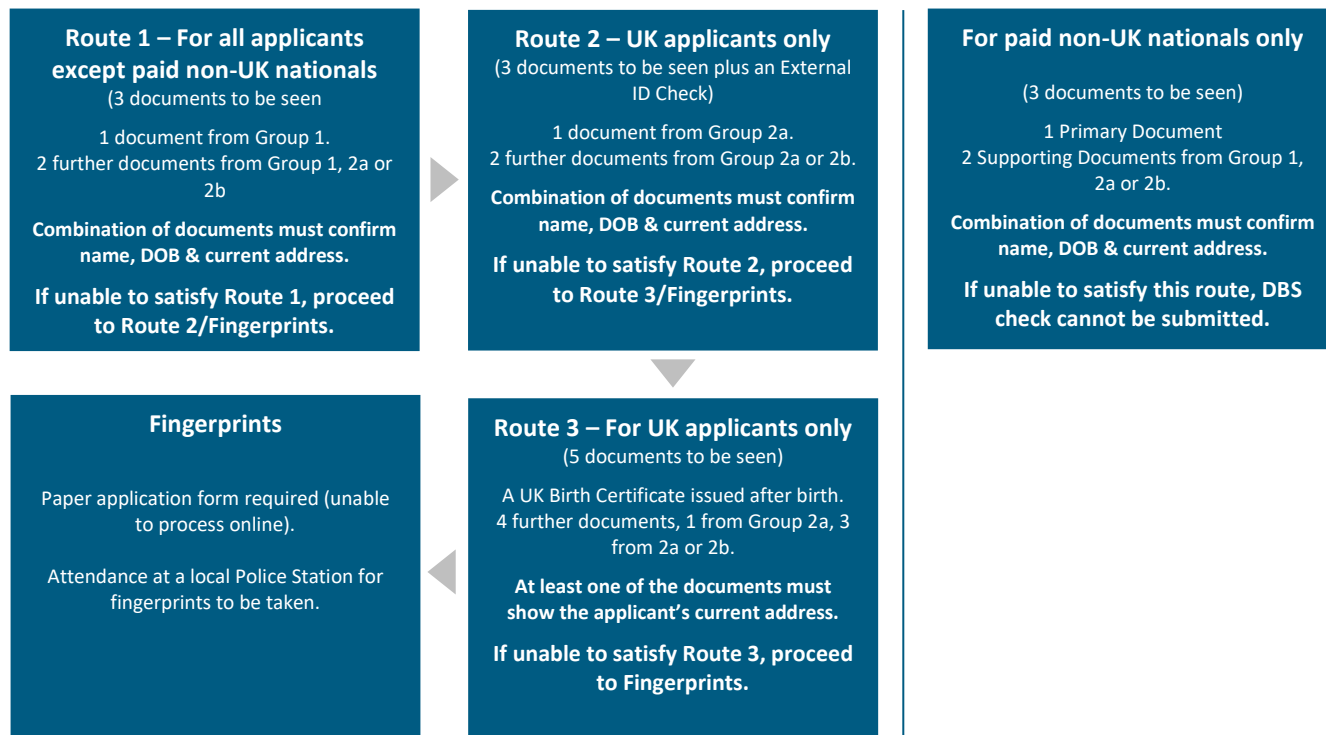 Route 1 – For all applicants
except paid non-UK nationals
(3 documents to be seen
1 document from Group 1.
2 further documents from Group 1, 2a or
2b
Combination of documents must confirm
name, DOB & current address.
If unable to satisfy Route 1, proceed
to Route 2/Fingerprints.
Route 2 – UK applicants only
(3 documents to be seen plus an External
ID Check)
1 document from Group 2a.
2 further documents from Group 2a or 2b.
Combination of documents must confirm
name, DOB & current address.
If unable to satisfy Route 2, proceed
to Route 3/Fingerprints.
For paid non-UK nationals only
(3 documents to be seen)
1 Primary Document
2 Supporting Documents from Group 1,
2a or 2b.
Combination of documents must confirm
name, DOB & current address.
If unable to satisfy this route, DBS
check cannot be submitted.
Route 3 – For UK applicants only
(5 documents to be seen)
A UK Birth Certificate issued after birth.
4 further documents, 1 from Group 2a, 3
from 2a or 2b.
At least one of the documents must
show the applicant’s current address.
If unable to satisfy Route 3, proceed
to Fingerprints.
Fingerprints
Paper application form required (unable
to process online).
Attendance at a local Police Station for
fingerprints to be taken.